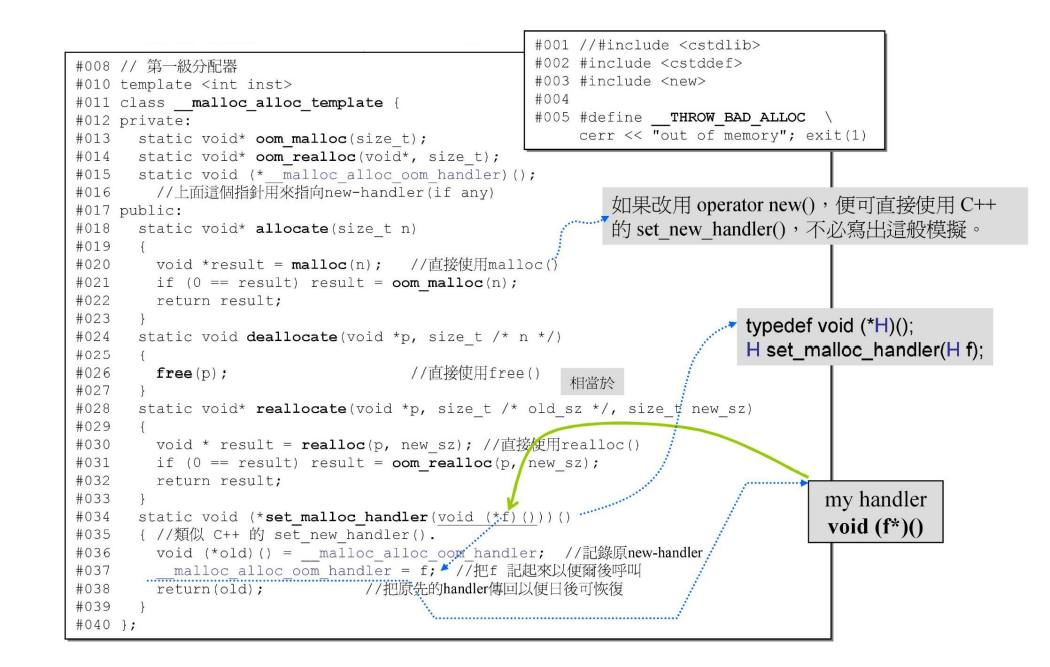 #001 //#include <cstdlib>
#002 #include <cstddef>
#003 #include <new>
#004
#005 #define __THROW_BAD_ALLOC \
cerr << "out of memory"; exit(1)
#008 // 第一級分配器
#010 template <int inst>
#011 class __malloc_alloc_template {
#012 private:
#013 static void* oom_malloc(size_t);
#014 static void* oom_realloc(void*, size_t);
#015 static void (*__malloc_alloc_oom_handler)();
#016 //上面這個指針用來指向new-handler(if any)
#017 public:
#018 static void* allocate(size_t n)
#019 {
#020 void *result = malloc(n); //直接使用malloc()
#021 if (0 == result) result = oom_malloc(n);
#022 return result;
#023 }
#024 static void deallocate(void *p, size_t /* n */)
#025 {
#026 free(p); //直接使用free()
#027 }
#028 static void* reallocate(void *p, size_t /* old_sz */, size_t new_sz)
#029 {
#030 void * result = realloc(p, new_sz); //直接使用realloc()
#031 if (0 == result) result = oom_realloc(p, new_sz);
#032 return result;
#033 }
#034 static void (*set_malloc_handler(void (*f)()))()
#035 { //類似 C++ 的 set_new_handler().
#036 void (*old)() = __malloc_alloc_oom_handler; //記錄原new-handler
#037 __malloc_alloc_oom_handler = f; //把f 記起來以便爾後呼叫
#038 return(old); //把原先的handler傳回以便日後可恢復
#039 }
#040 };
如果改用 operator new()，便可直接使用 C++
的 set_new_handler()，不必寫出這般模擬。
typedef void (*H)();
H set_malloc_handler(H f);
相當於
my handler
void (f*)()